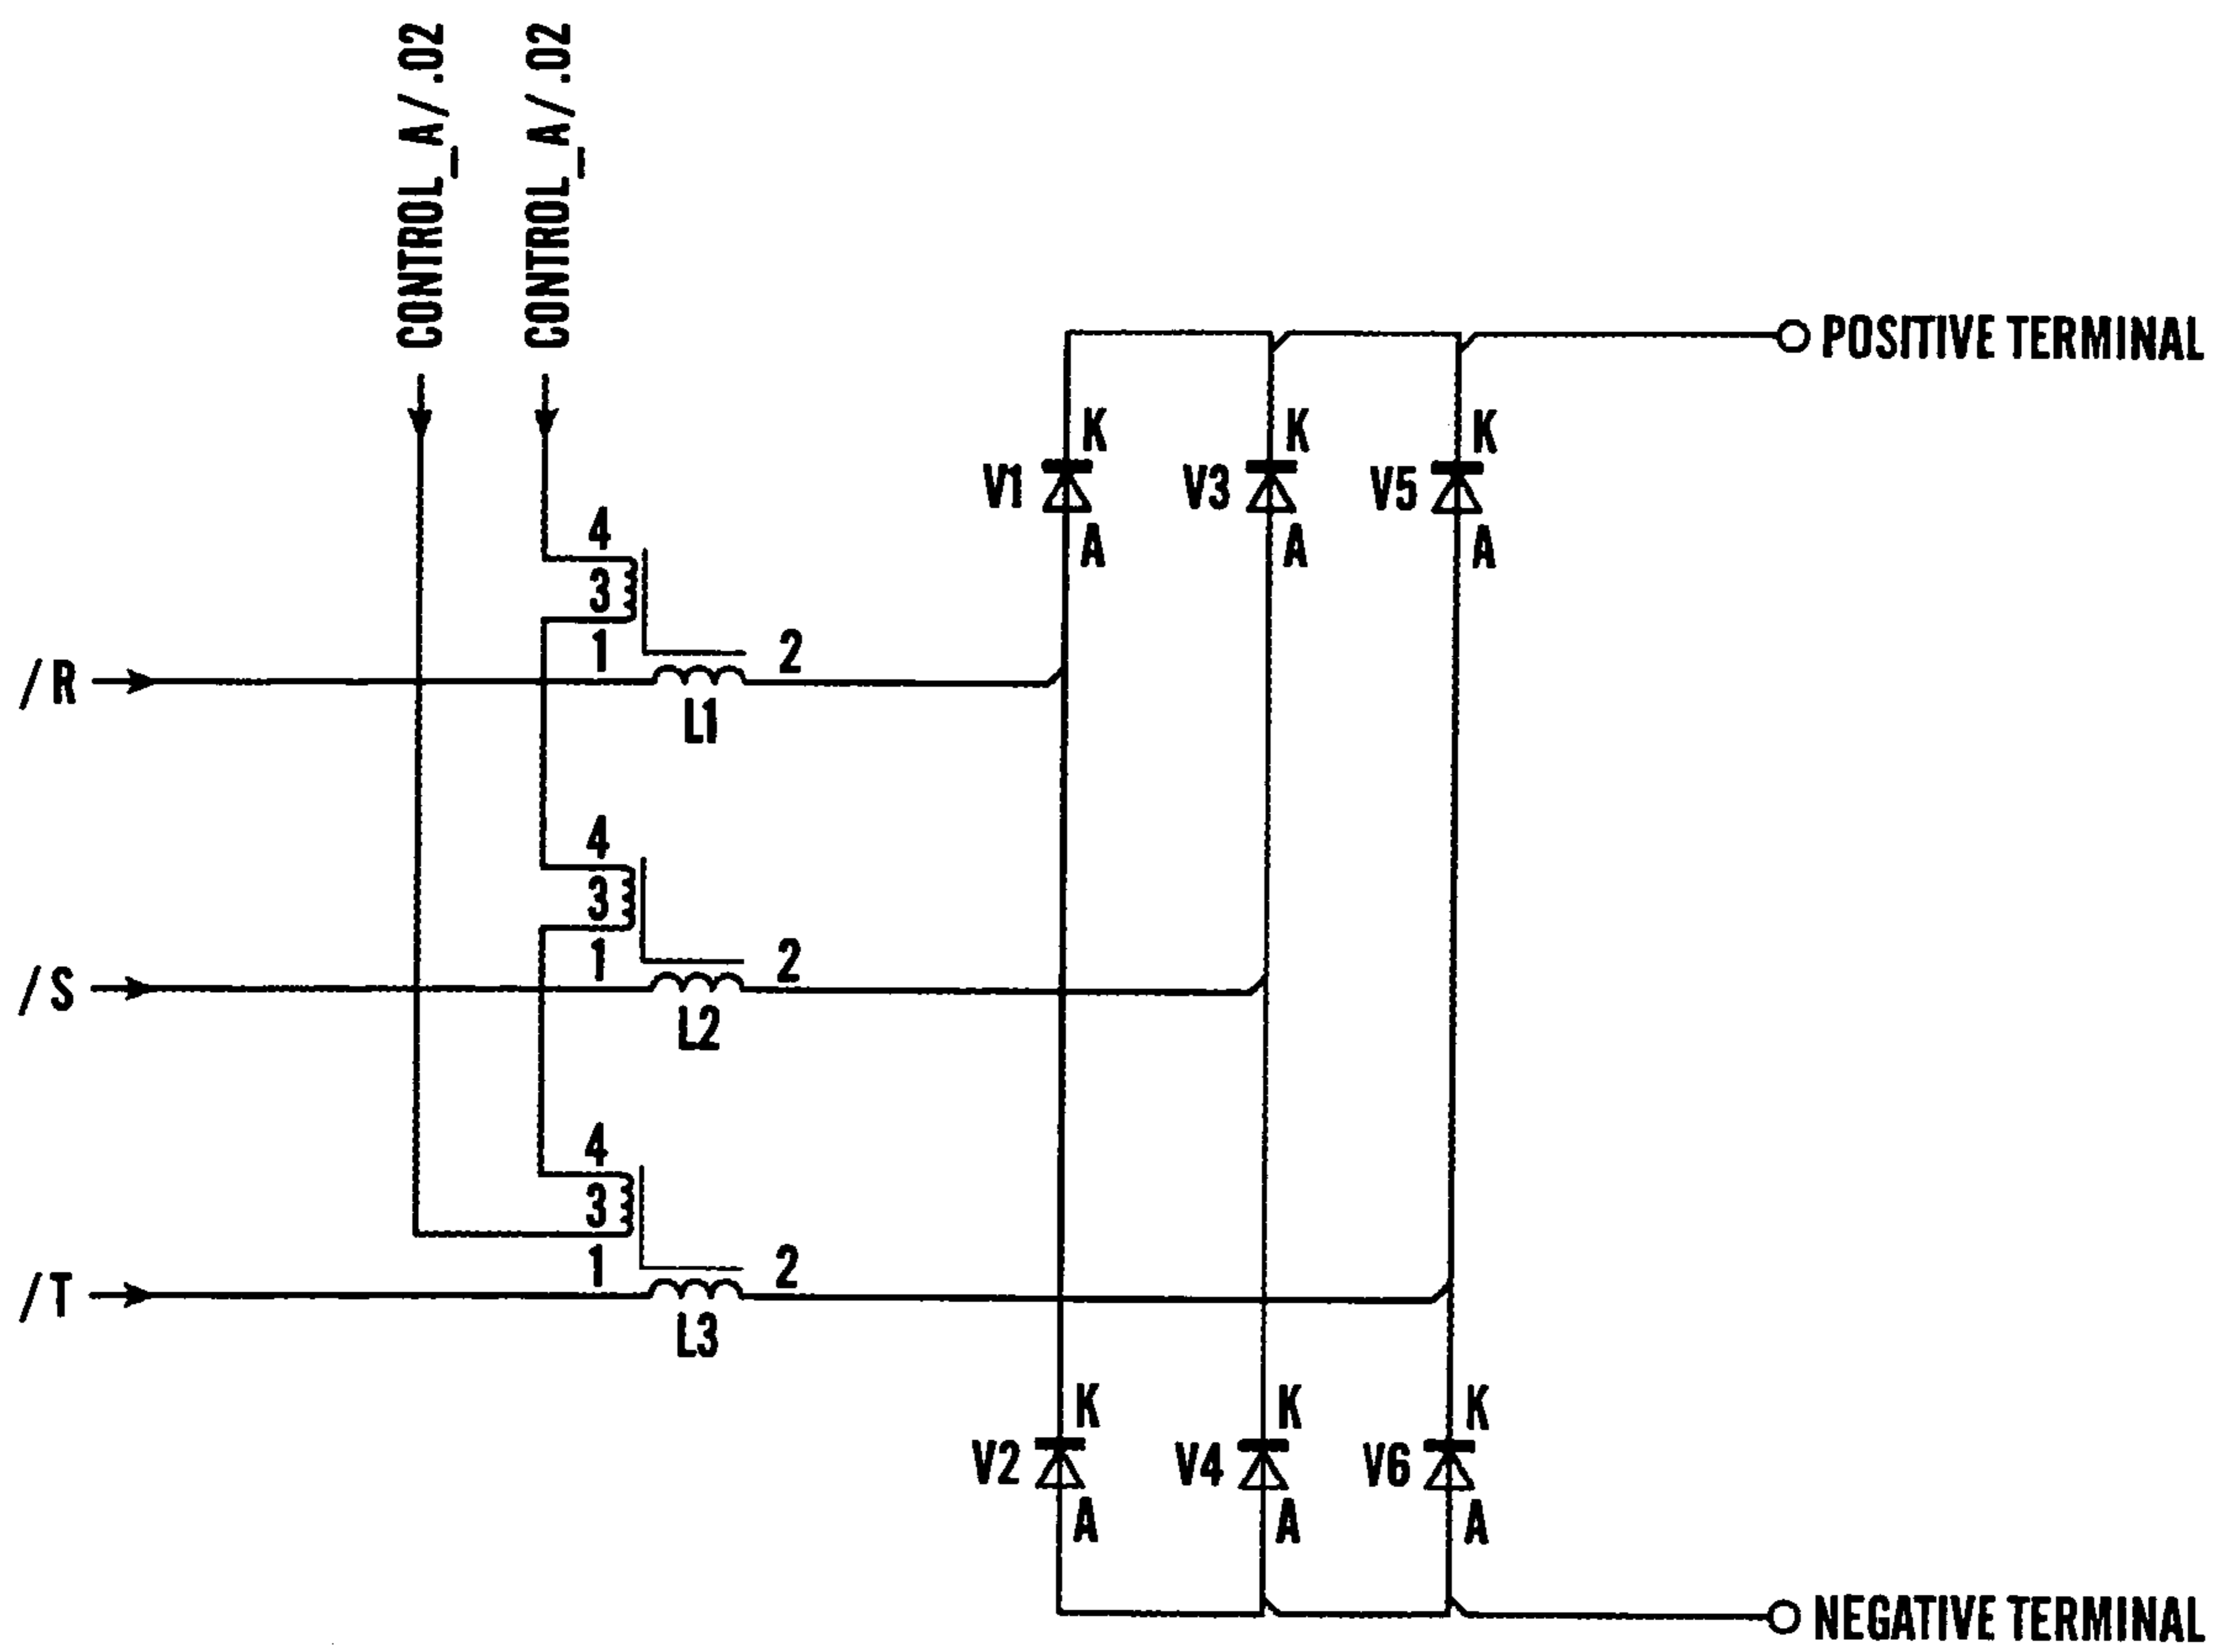 CONTROL_A/.02
CONTROL_A/.02
POSITIVE TERMINAL
K
K
K
V1
V3
V5
A
A
A
4
3
1
2
/R
L1
4
3
1
2
/S
L2
4
3
1
2
/T
L3
K
K
K
V2
V4
V6
A
A
A
NEGATIVE TERMINAL